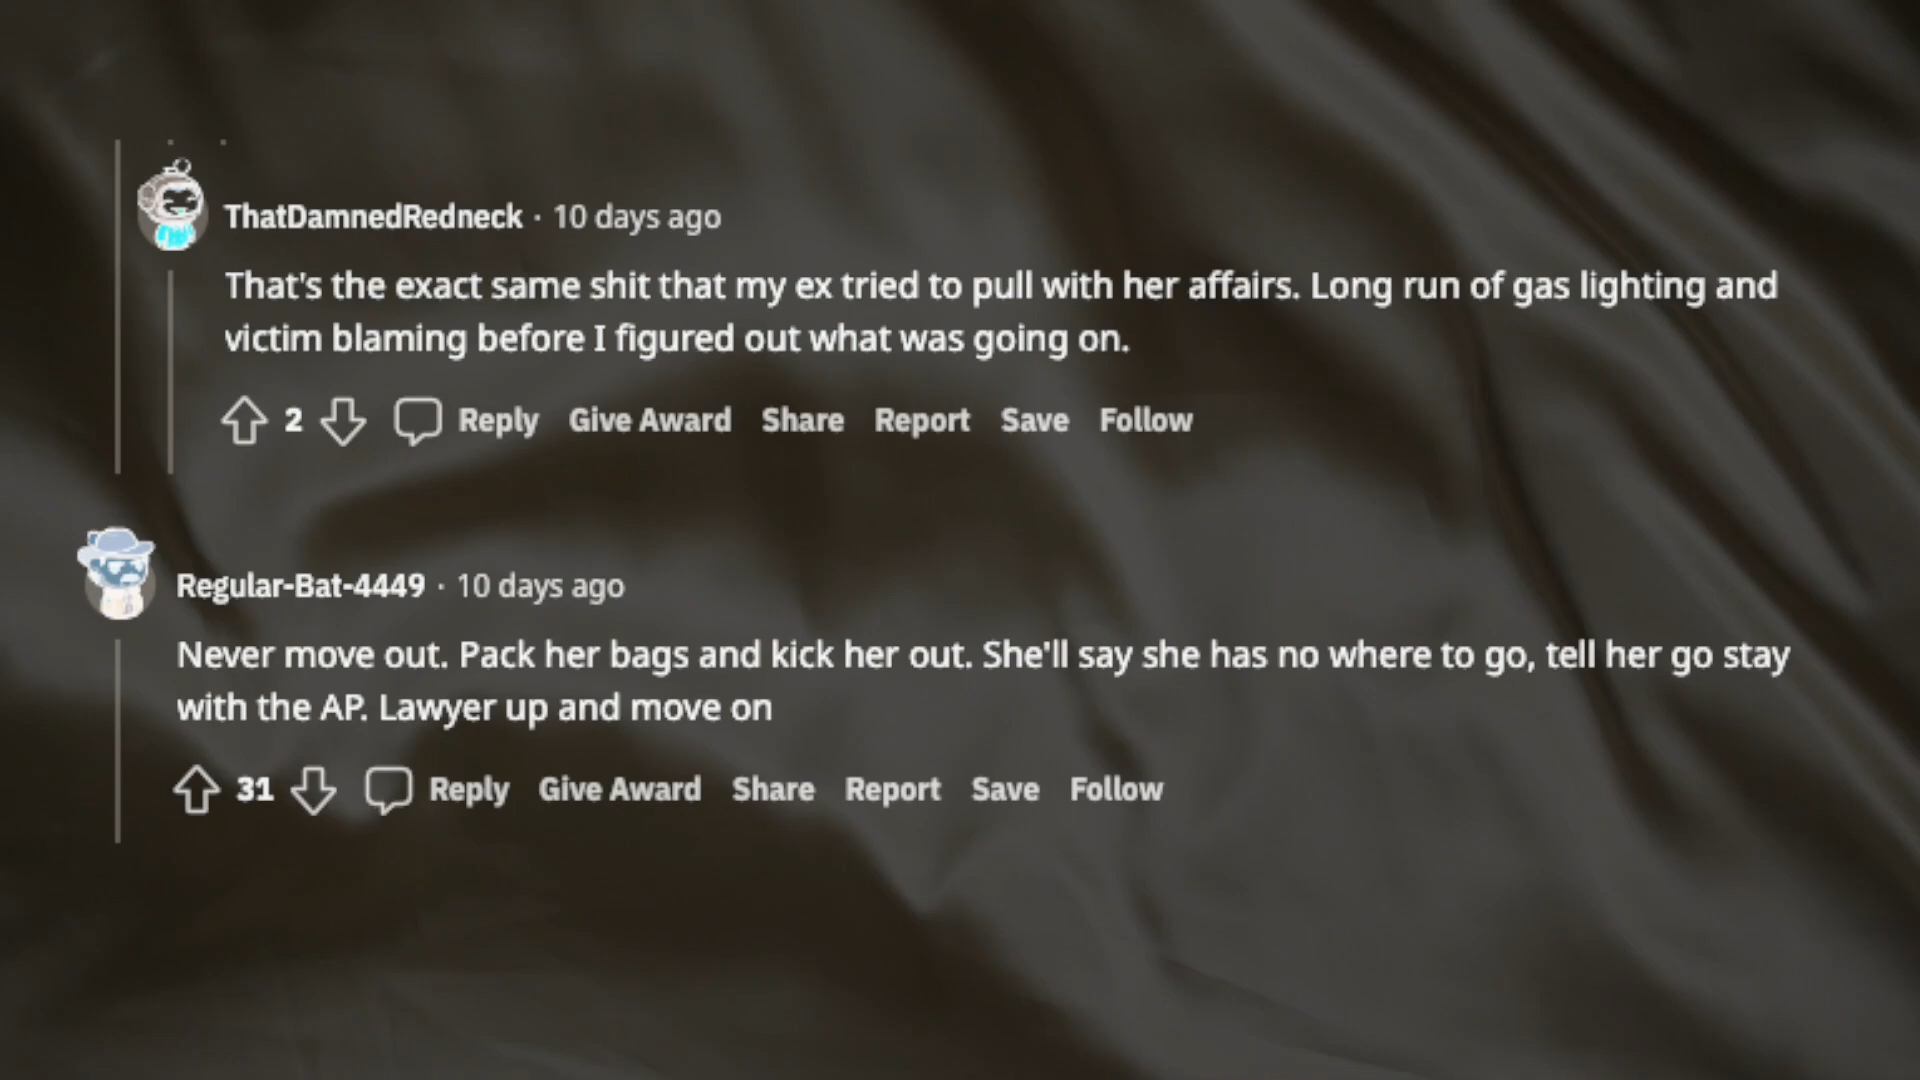 ThatDamnedRedneck · 10 days ago
That's the exact same shit that my ex tried to pull with her affairs. Long run of gas lighting and
victim blaming before I figured out what was going on.
2 Reply Give Award Share Report Save Follow
Regular-Bat-4449 · 10 days ago
Never move out. Pack her bags and kick her out. She'll say she has no where to go, tell her go stay
with the AP. Lawyer up and move on
31 Reply Give Award Share Report Save Follow